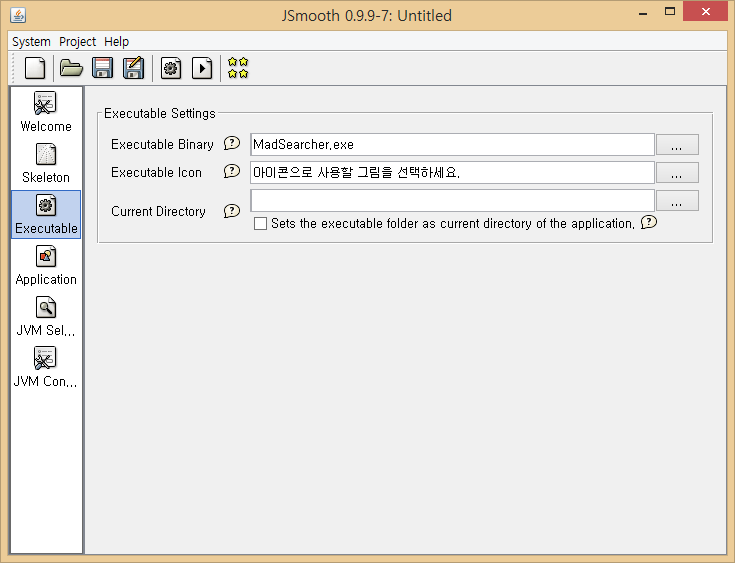 JSmooth 0.9.9-7: Untitled
System Project Help
Welcome
Skeleton
Executable
Application
JVM Sel...
JVM Con...
Executable Settings
Executable Binary ? MadSearcher.exe ...
Executable Icon ? 아이콘으로 사용할 그림을 선택하세요. ...
Current Directory ? ...
Sets the executable folder as current directory of the application. ?